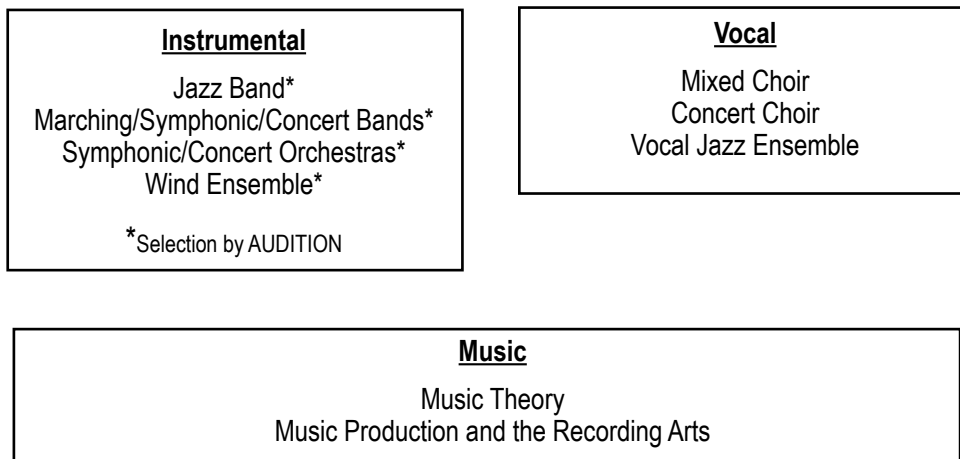 Instrumental
Jazz Band*
Marching/Symphonic/Concert Bands*
Symphonic/Concert Orchestras*
Wind Ensemble*
*Selection by AUDITION
Vocal
Mixed Choir
Concert Choir
Vocal Jazz Ensemble
Music
Music Theory
Music Production and the Recording Arts